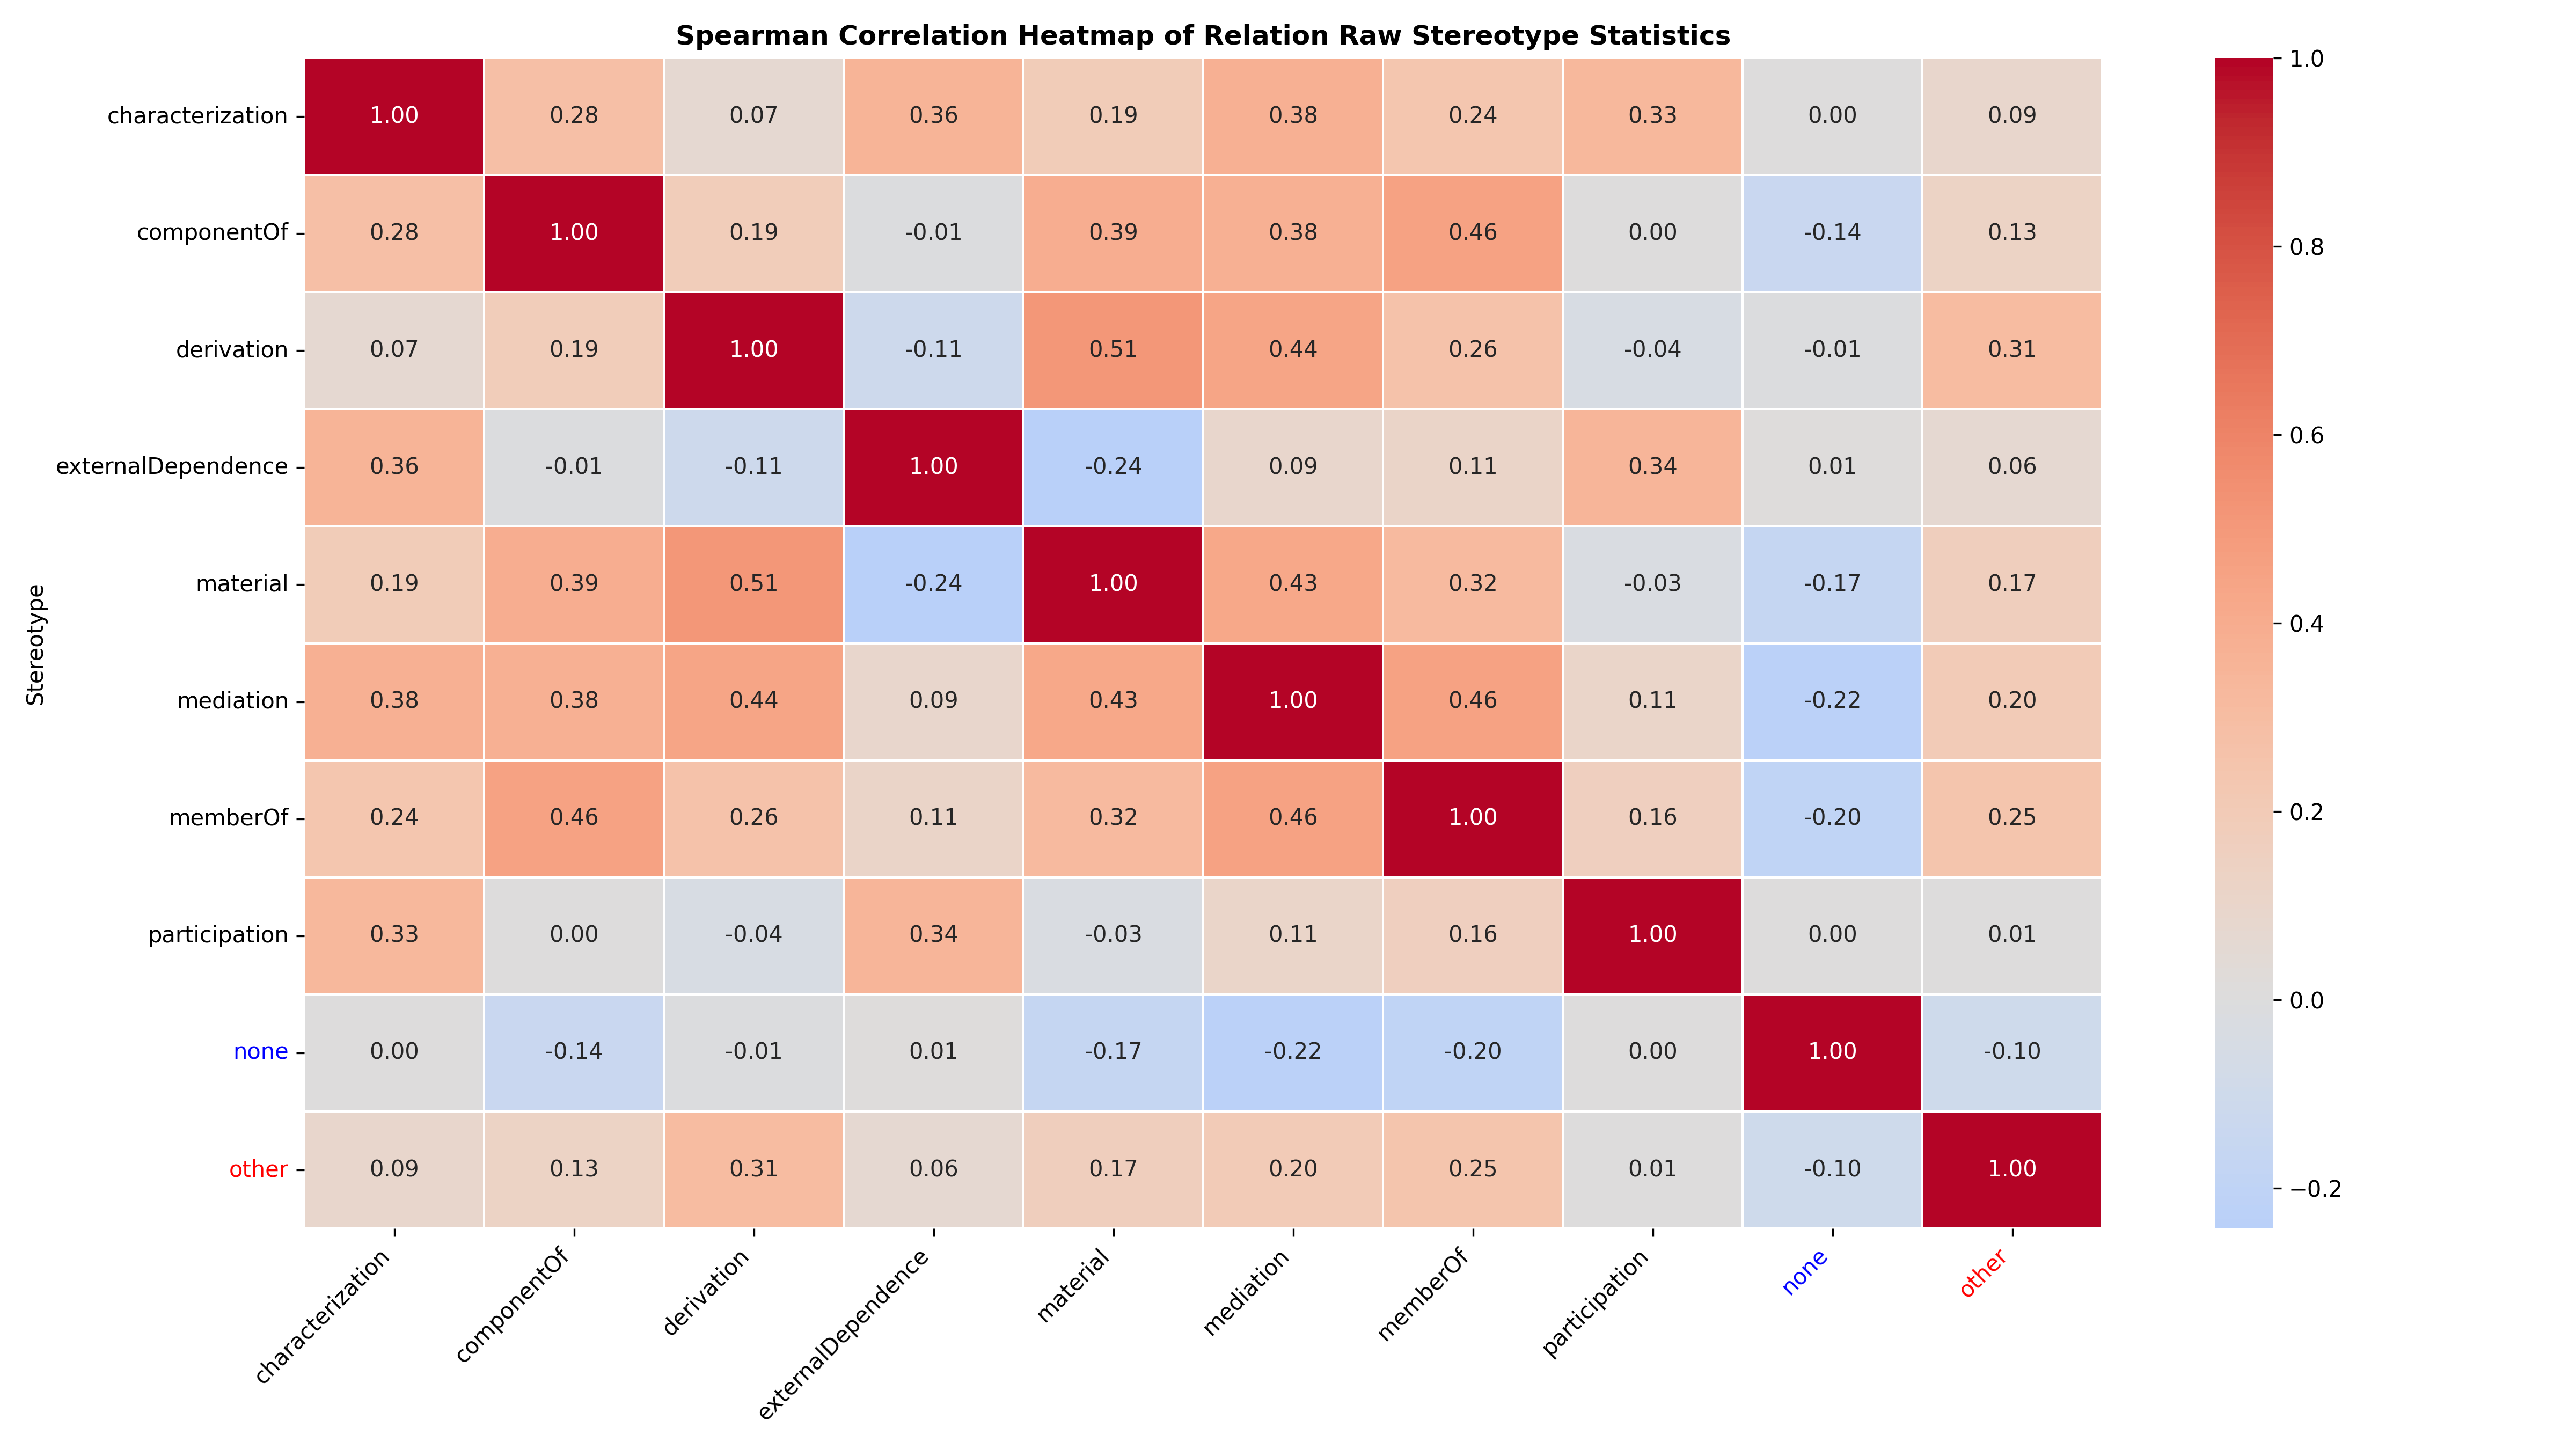 Spearman Correlation Heatmap of Relation Raw Stereotype Statistics
characterization 1.00 0.28 0.07 0.36 0.19 0.38 0.24 0.33 0.00 0.09
componentOf 0.28 1.00 0.19 -0.01 0.39 0.38 0.46 0.00 -0.14 0.13
derivation 0.07 0.19 1.00 -0.11 0.51 0.44 0.26 -0.04 -0.01 0.31
externalDependence 0.36 -0.01 -0.11 1.00 -0.24 0.09 0.11 0.34 0.01 0.06
material 0.19 0.39 0.51 -0.24 1.00 0.43 0.32 -0.03 -0.17 0.17
mediation 0.38 0.38 0.44 0.09 0.43 1.00 0.46 0.11 -0.22 0.20
memberOf 0.24 0.46 0.26 0.11 0.32 0.46 1.00 0.16 -0.20 0.25
participation 0.33 0.00 -0.04 0.34 -0.03 0.11 0.16 1.00 0.00 0.01
none 0.00 -0.14 -0.01 0.01 -0.17 -0.22 -0.20 0.00 1.00 -0.10
other 0.09 0.13 0.31 0.06 0.17 0.20 0.25 0.01 -0.10 1.00
Stereotype
characterization componentOf derivation externalDependence material mediation memberOf participation none other
1.0
0.8
0.6
0.4
0.2
0.0
−0.2